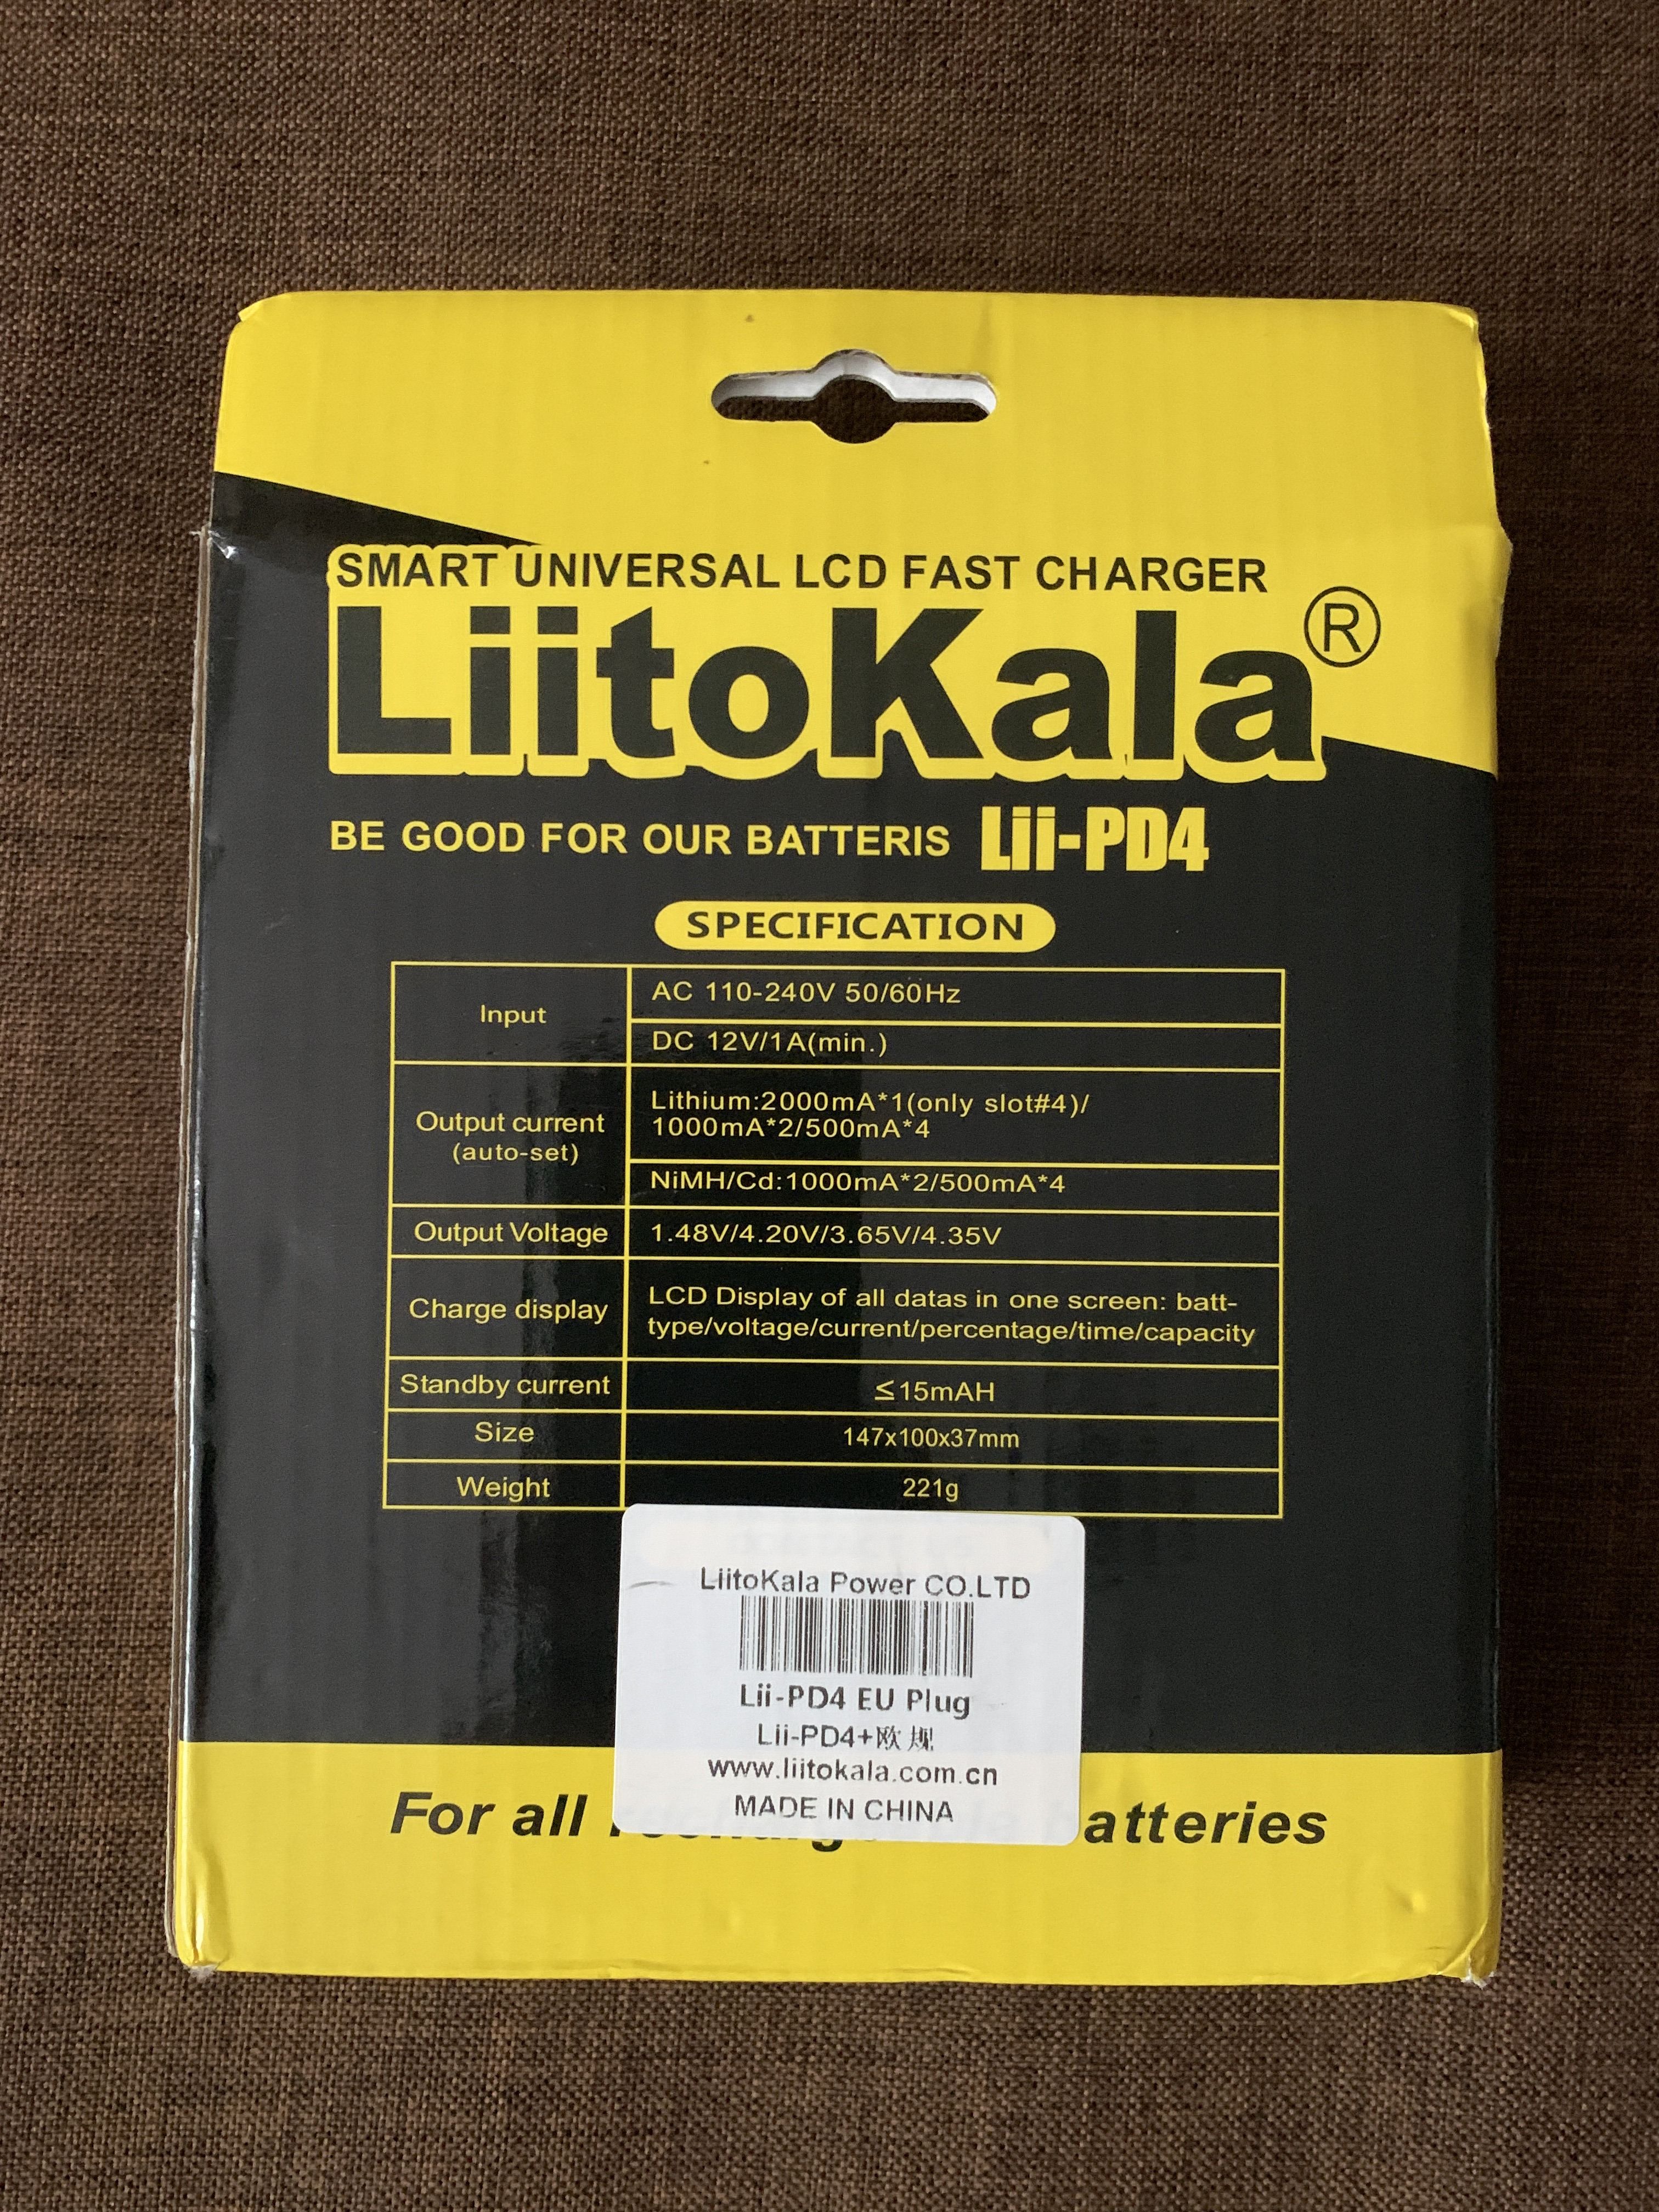 SMART UNIVERSAL LCD FAST CHARGER
LiitoKala®
BE GOOD FOR OUR BATTERIS Lii-PD4
SPECIFICATION
Input
AC 110-240V 50/60Hz
DC 12V/1A(min.)
Output current
(auto-set)
Lithium:2000mA*1(only slot#4)/
1000mA*2/500mA*4
NiMH/Cd:1000mA*2/500mA*4
Output Voltage
1.48V/4.20V/3.65V/4.35V
Charge display
LCD Display of all datas in one screen: batt-
type/voltage/current/percentage/time/capacity
Standby current
≤15mAH
Size
147x100x37mm
Weight
221g
LiitoKala Power CO.LTD
Lii-PD4 EU Plug
Lii-PD4+欧规
www.liitokala.com.cn
MADE IN CHINA
For all atteries